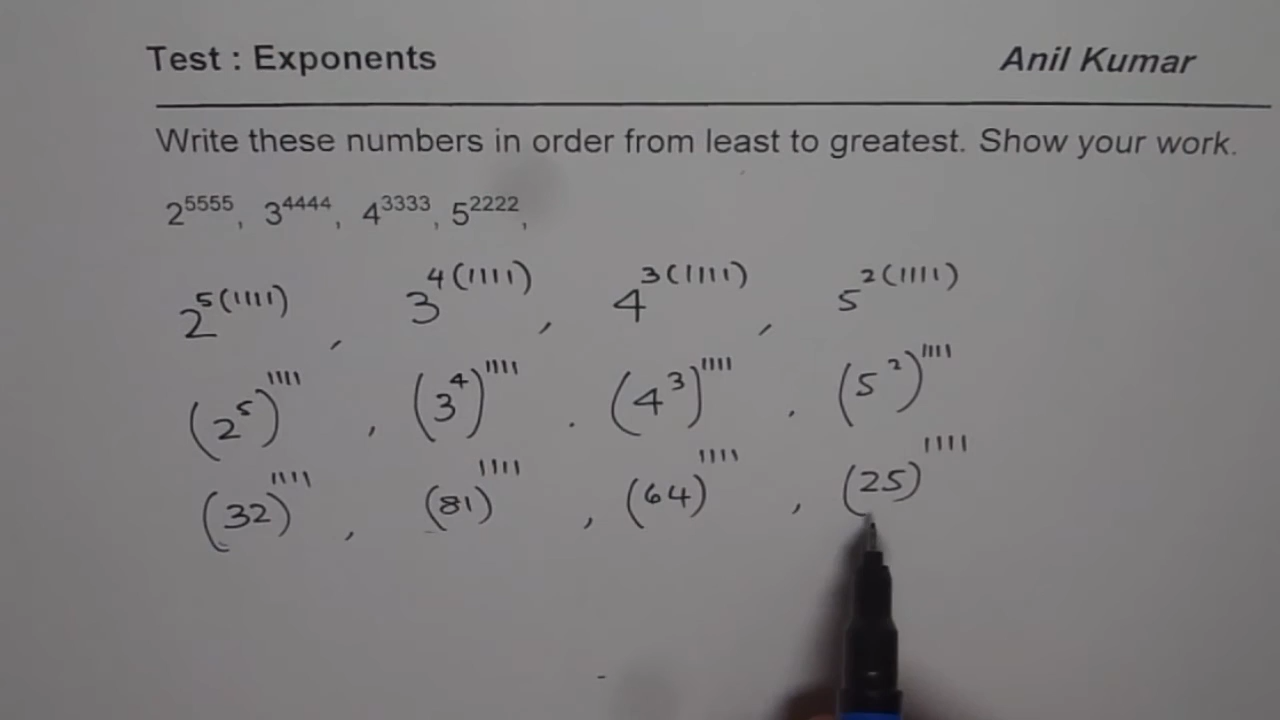 Test : Exponents Anil Kumar
Write these numbers in order from least to greatest. Show your work.
2^5555, 3^4444, 4^3333, 5^2222,
2^5(1111), 3^4(1111), 4^3(1111), 5^2(1111)
(2^5)^1111, (3^4)^1111 . (4^3)^1111, (5^2)^1111
(32)^1111, (81)^1111, (64)^1111, (25)^1111